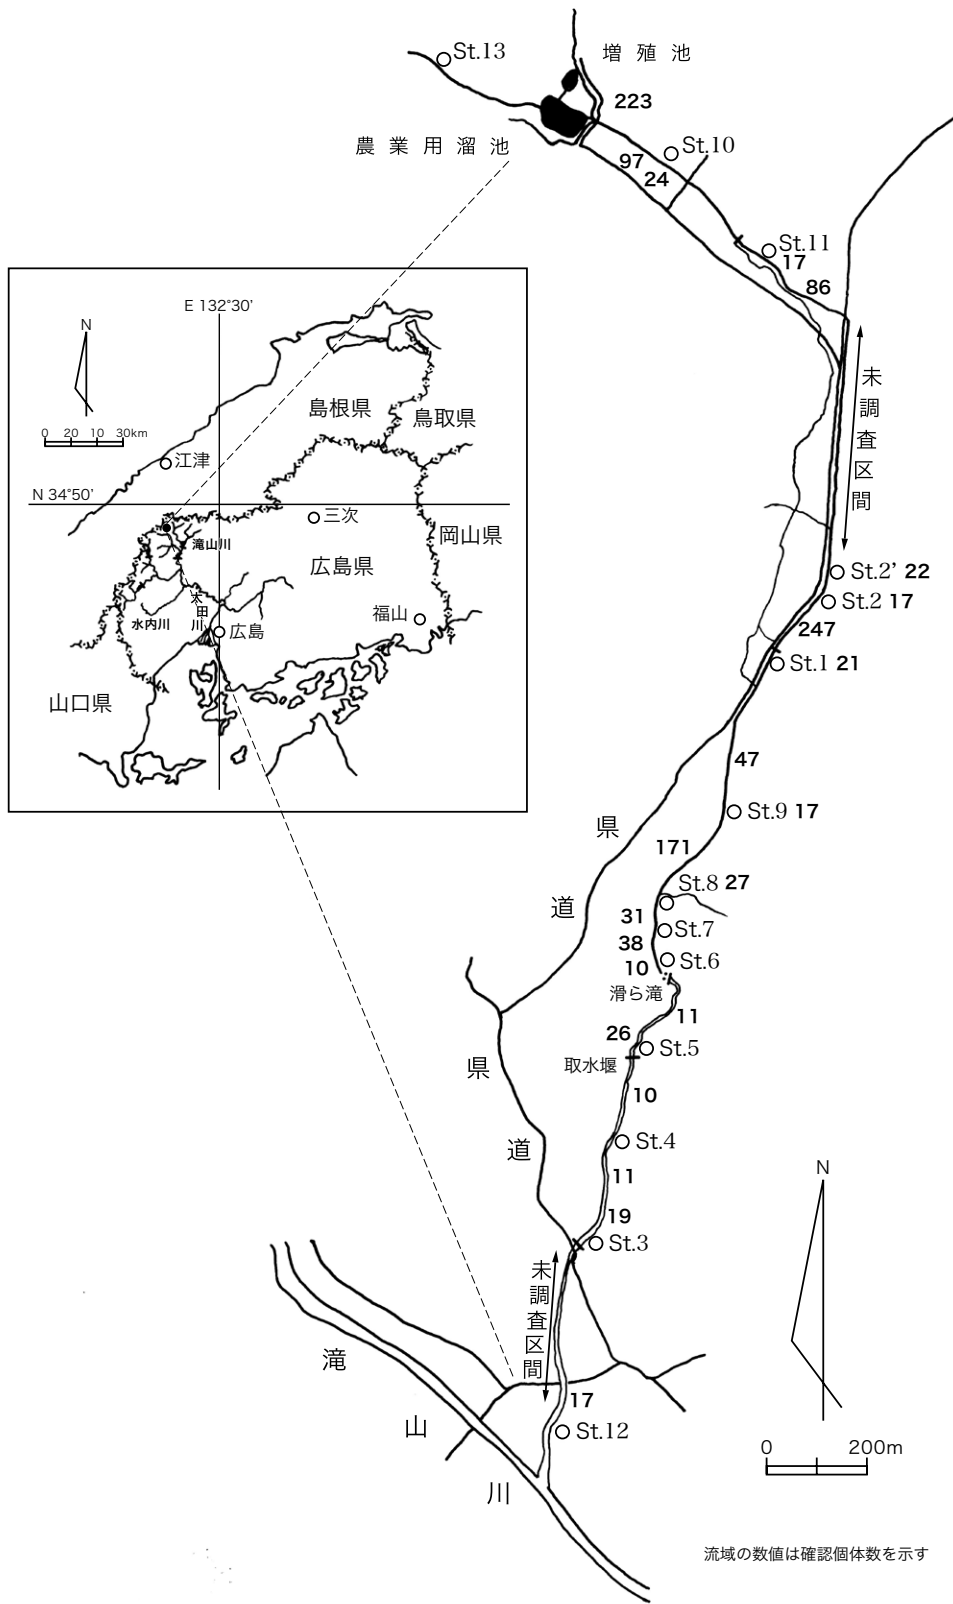 St.13
増殖池
223
農業用溜池
St.10
97
24
St.11
17
86
未調査区間
E 132°30'
N
0 20 10 30km
島根県
鳥取県
江津
N 34°50'
三次
岡山県
滝山川
広島県
太田川
水内川
福山
広島
山口県
St.2' 22
St.2 17
247
St.1 21
47
St.9 17
県道
171
St.8 27
31
St.7
38
10
St.6
滑ら滝
11
26
St.5
取水堰
県道
10
St.4
11
19
St.3
未調査区間
N
滝山川
17
St.12
0 200m
流域の数値は確認個体数を示す